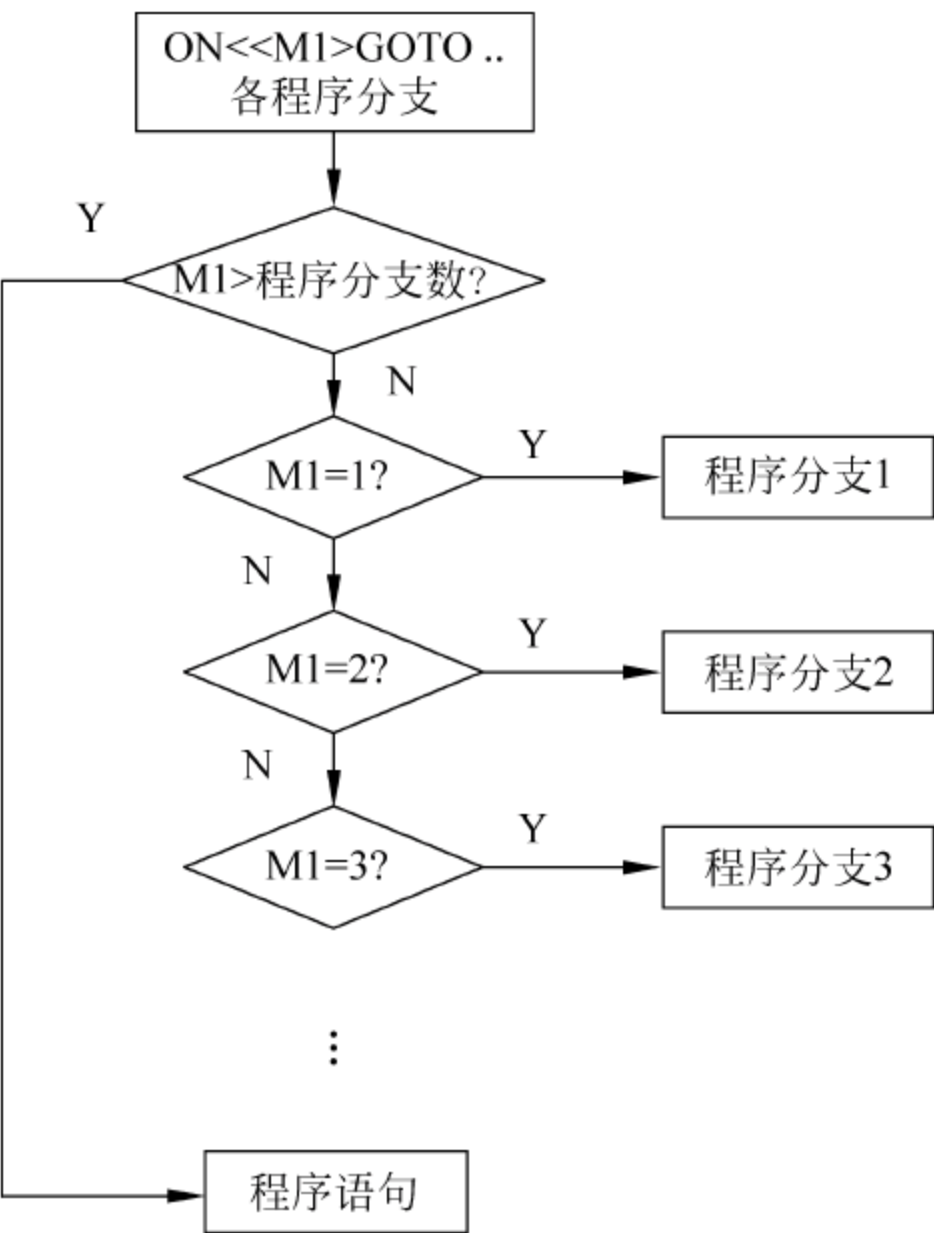 ON<<M1>GOTO ..
各程序分支
Y
M1>程序分支数?
N
M1=1?
Y
程序分支1
N
M1=2?
Y
程序分支2
N
M1=3?
Y
程序分支3
⋮
程序语句